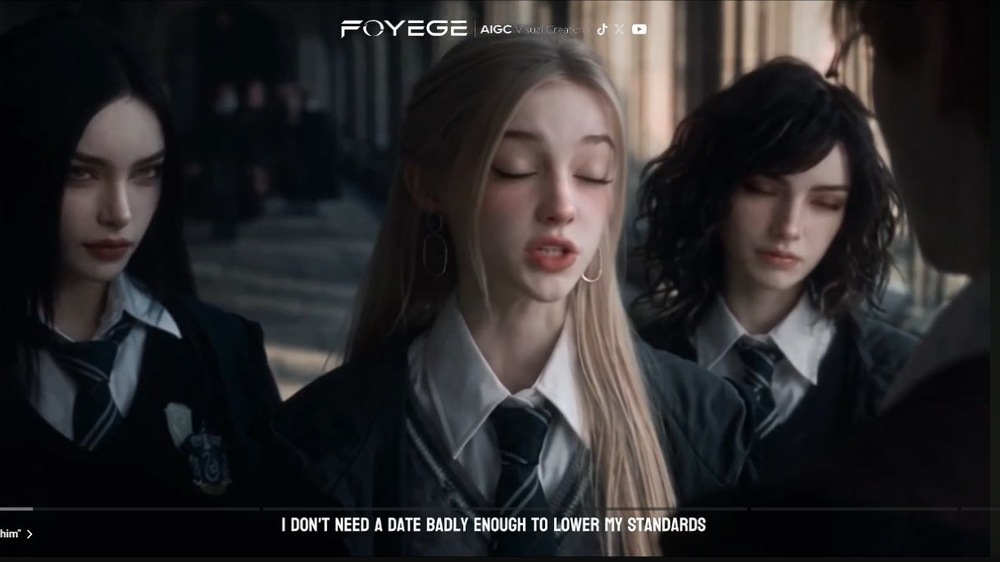 FOYEGE | AIGC Visual Creation
I DON'T NEED A DATE BADLY ENOUGH TO LOWER MY STANDARDS
him" >